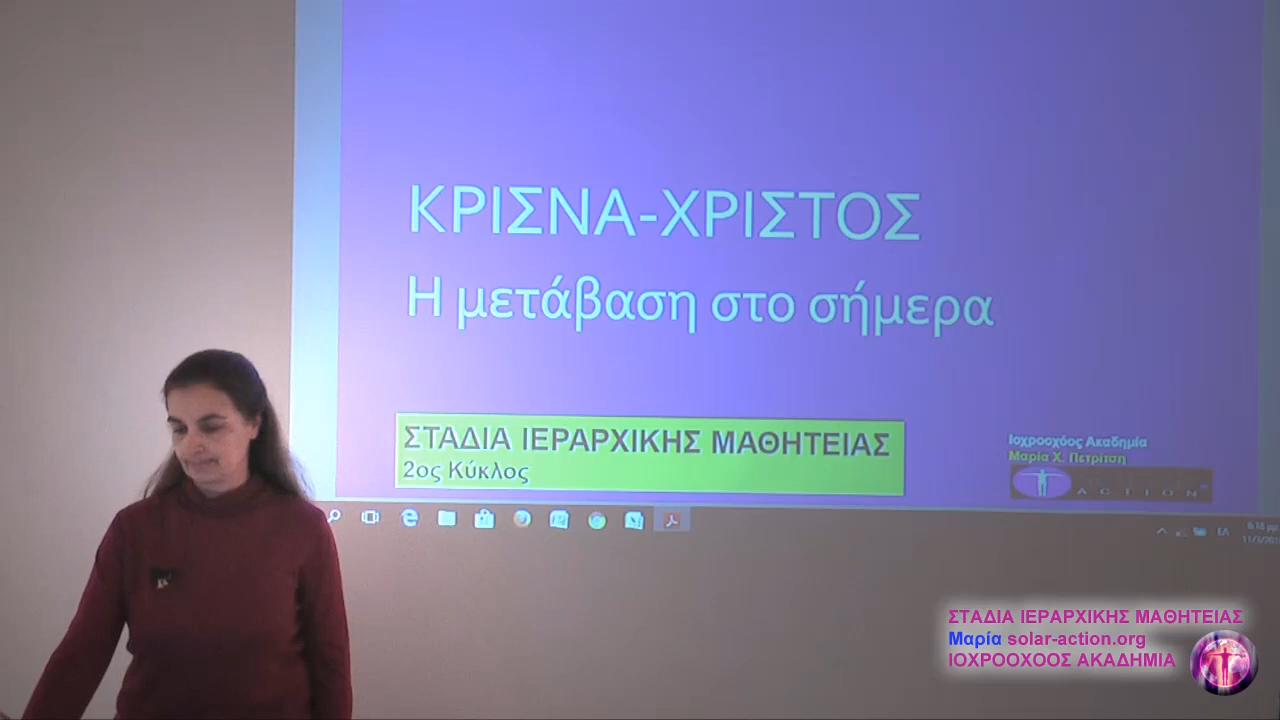 ΚΡΙΣΝΑ-ΧΡΙΣΤΟΣ
Η μετάβαση στο σήμερα
ΣΤΑΔΙΑ ΙΕΡΑΡΧΙΚΗΣ ΜΑΘΗΤΕΙΑΣ
2ος Κύκλος
Ιοχροοχόος Ακαδημία
Μαρία Χ. Πετρίτση
ACTION
ΕΛ
ΣΤΑΔΙΑ ΙΕΡΑΡΧΙΚΗΣ ΜΑΘΗΤΕΙΑΣ
Μαρία solar-action.org
ΙΟΧΡΟΟΧΟΟΣ ΑΚΑΔΗΜΙΑ